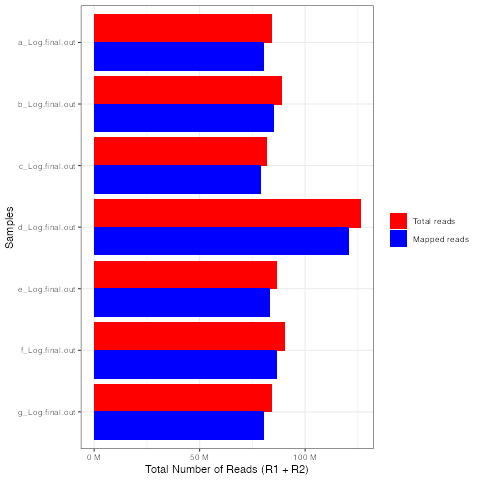 Samples
a_Log.final.out
b_Log.final.out
c_Log.final.out
d_Log.final.out
e_Log.final.out
f_Log.final.out
g_Log.final.out
0 M 50 M 100 M
Total Number of Reads (R1 + R2)
Total reads
Mapped reads